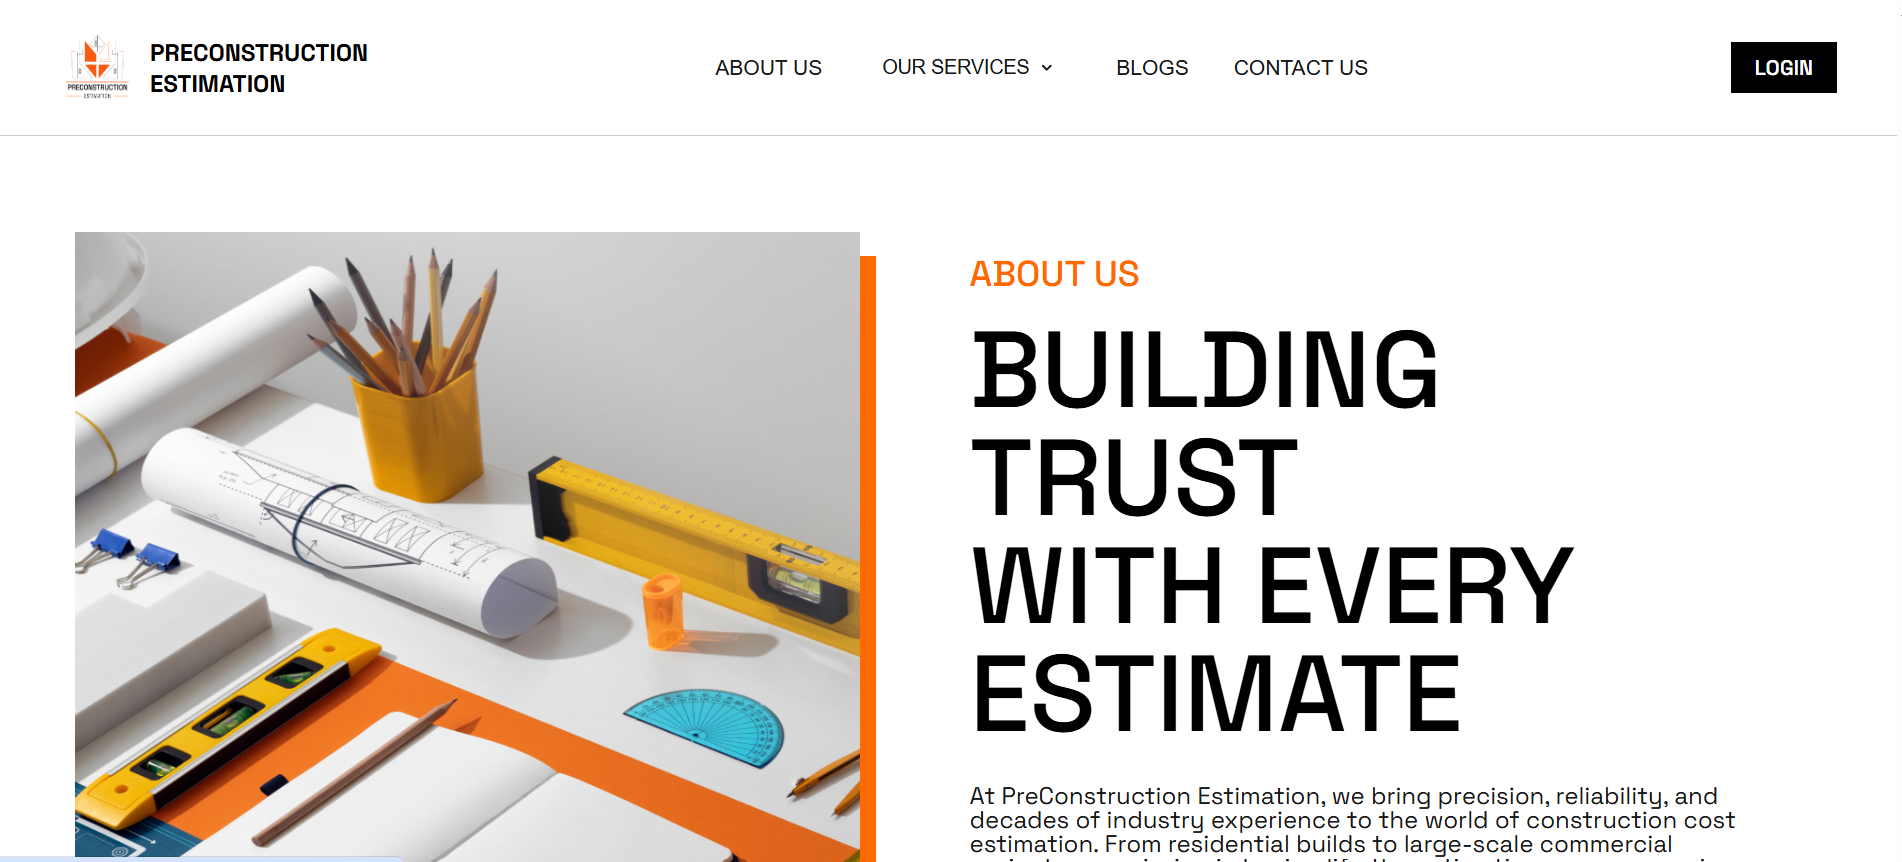 PRECONSTRUCTION
ESTIMATION
PRECONSTRUCTION
ESTIMATION
ABOUT US
OUR SERVICES
BLOGS
CONTACT US
LOGIN
ABOUT US
BUILDING
TRUST
WITH EVERY
ESTIMATE
At PreConstruction Estimation, we bring precision, reliability, and
decades of industry experience to the world of construction cost
estimation. From residential builds to large-scale commercial